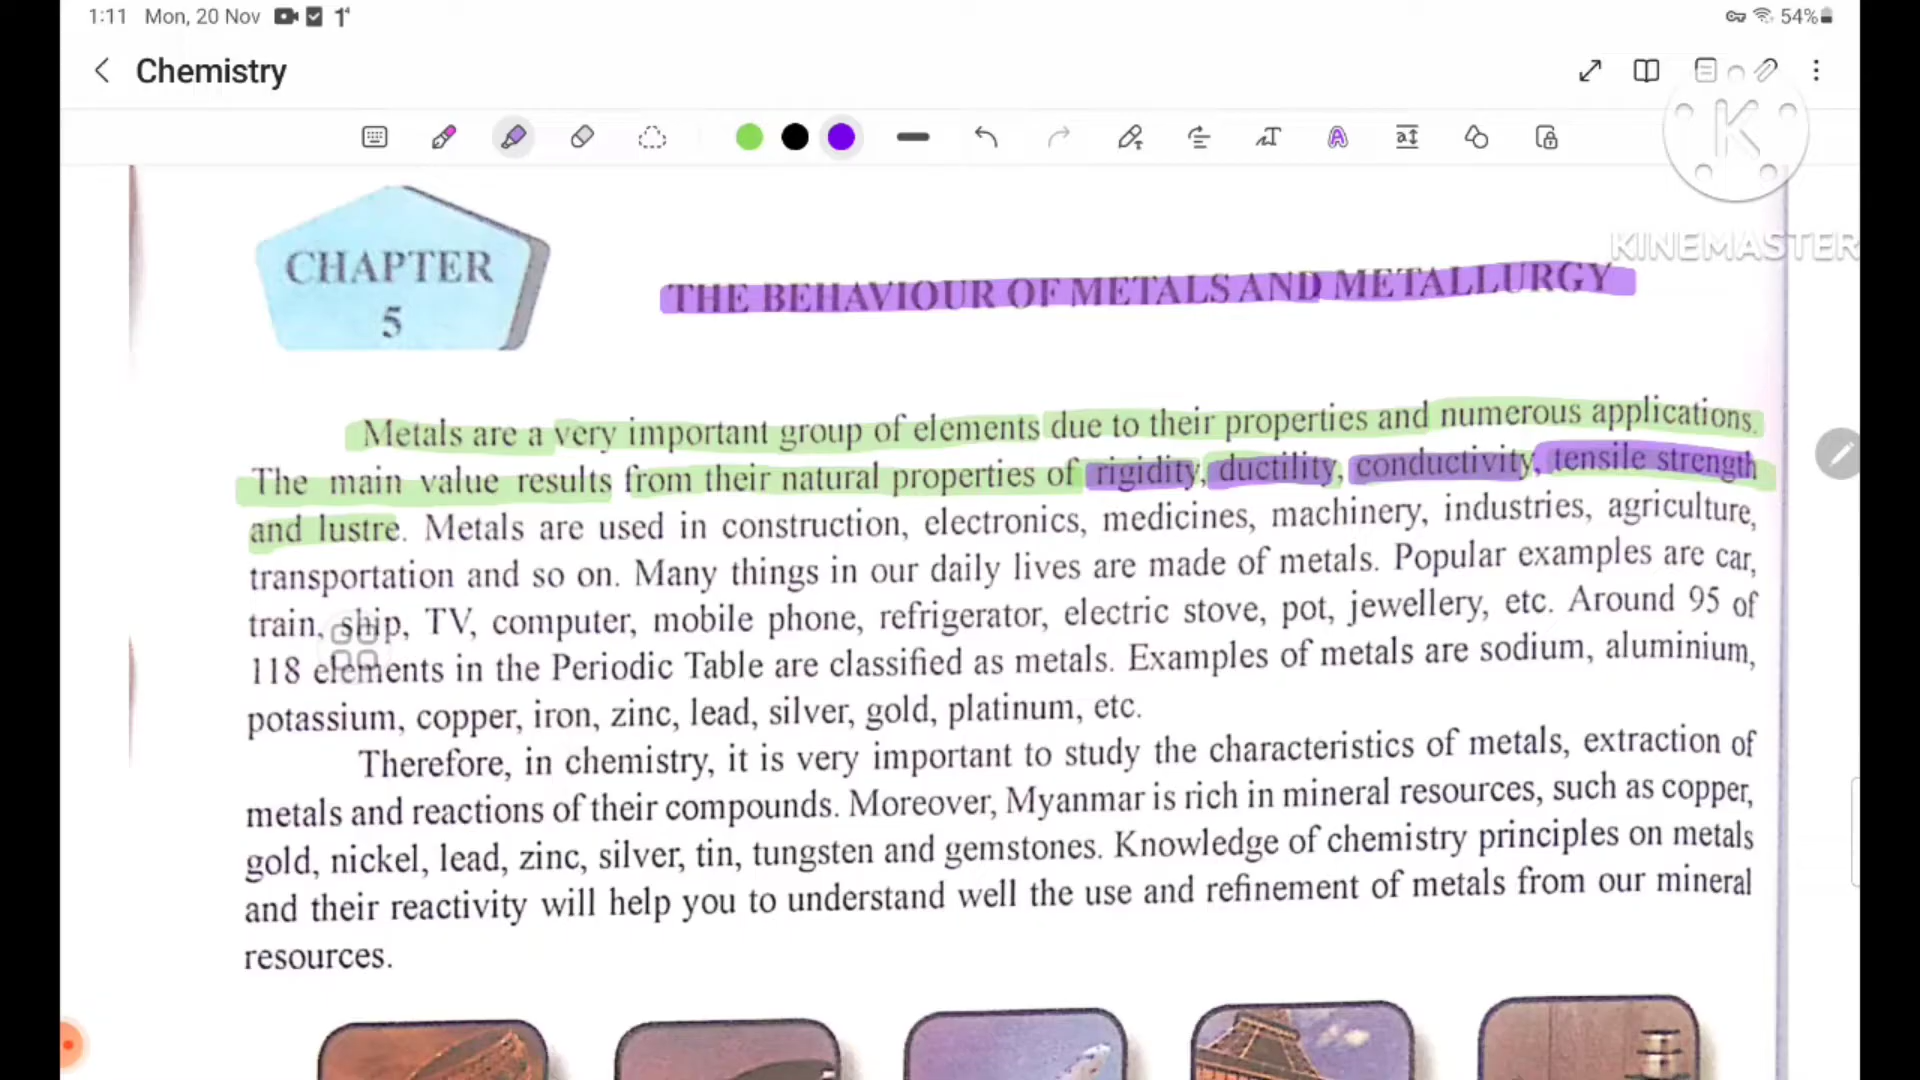 1:11 Mon, 20 Nov
54%
Chemistry
K
KINEMASTER
CHAPTER
5
THE BEHAVIOUR OF METALS AND METALLURGY
Metals are a very important group of elements due to their properties and numerous applications.
The main value results from their natural properties of rigidity, ductility, conductivity, tensile strength
and lustre. Metals are used in construction, electronics, medicines, machinery, industries, agriculture,
transportation and so on. Many things in our daily lives are made of metals. Popular examples are car,
train, ship, TV, computer, mobile phone, refrigerator, electric stove, pot, jewellery, etc. Around 95 of
118 elements in the Periodic Table are classified as metals. Examples of metals are sodium, aluminium,
potassium, copper, iron, zinc, lead, silver, gold, platinum, etc.
Therefore, in chemistry, it is very important to study the characteristics of metals, extraction of
metals and reactions of their compounds. Moreover, Myanmar is rich in mineral resources, such as copper,
gold, nickel, lead, zinc, silver, tin, tungsten and gemstones. Knowledge of chemistry principles on metals
and their reactivity will help you to understand well the use and refinement of metals from our mineral
resources.